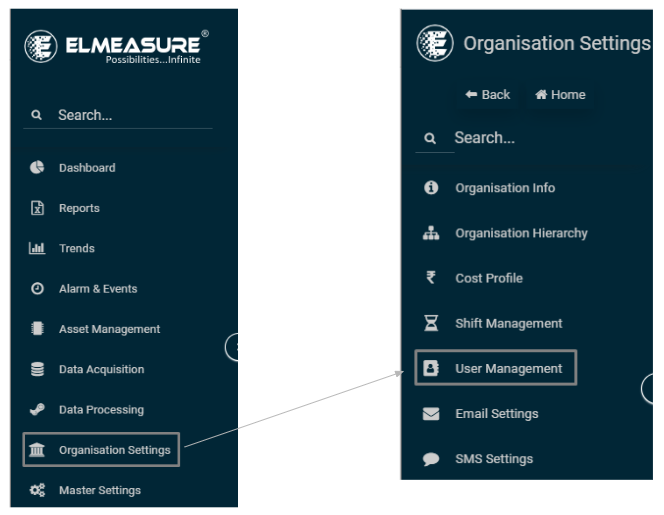 ELMEASURE®
Possibilities...Infinite
Search...
Dashboard
Reports
Trends
Alarm & Events
Asset Management
Data Acquisition
Data Processing
Organisation Settings
Master Settings
Organisation Settings
Back Home
Search...
Organisation Info
Organisation Hierarchy
₹ Cost Profile
Shift Management
User Management
Email Settings
SMS Settings